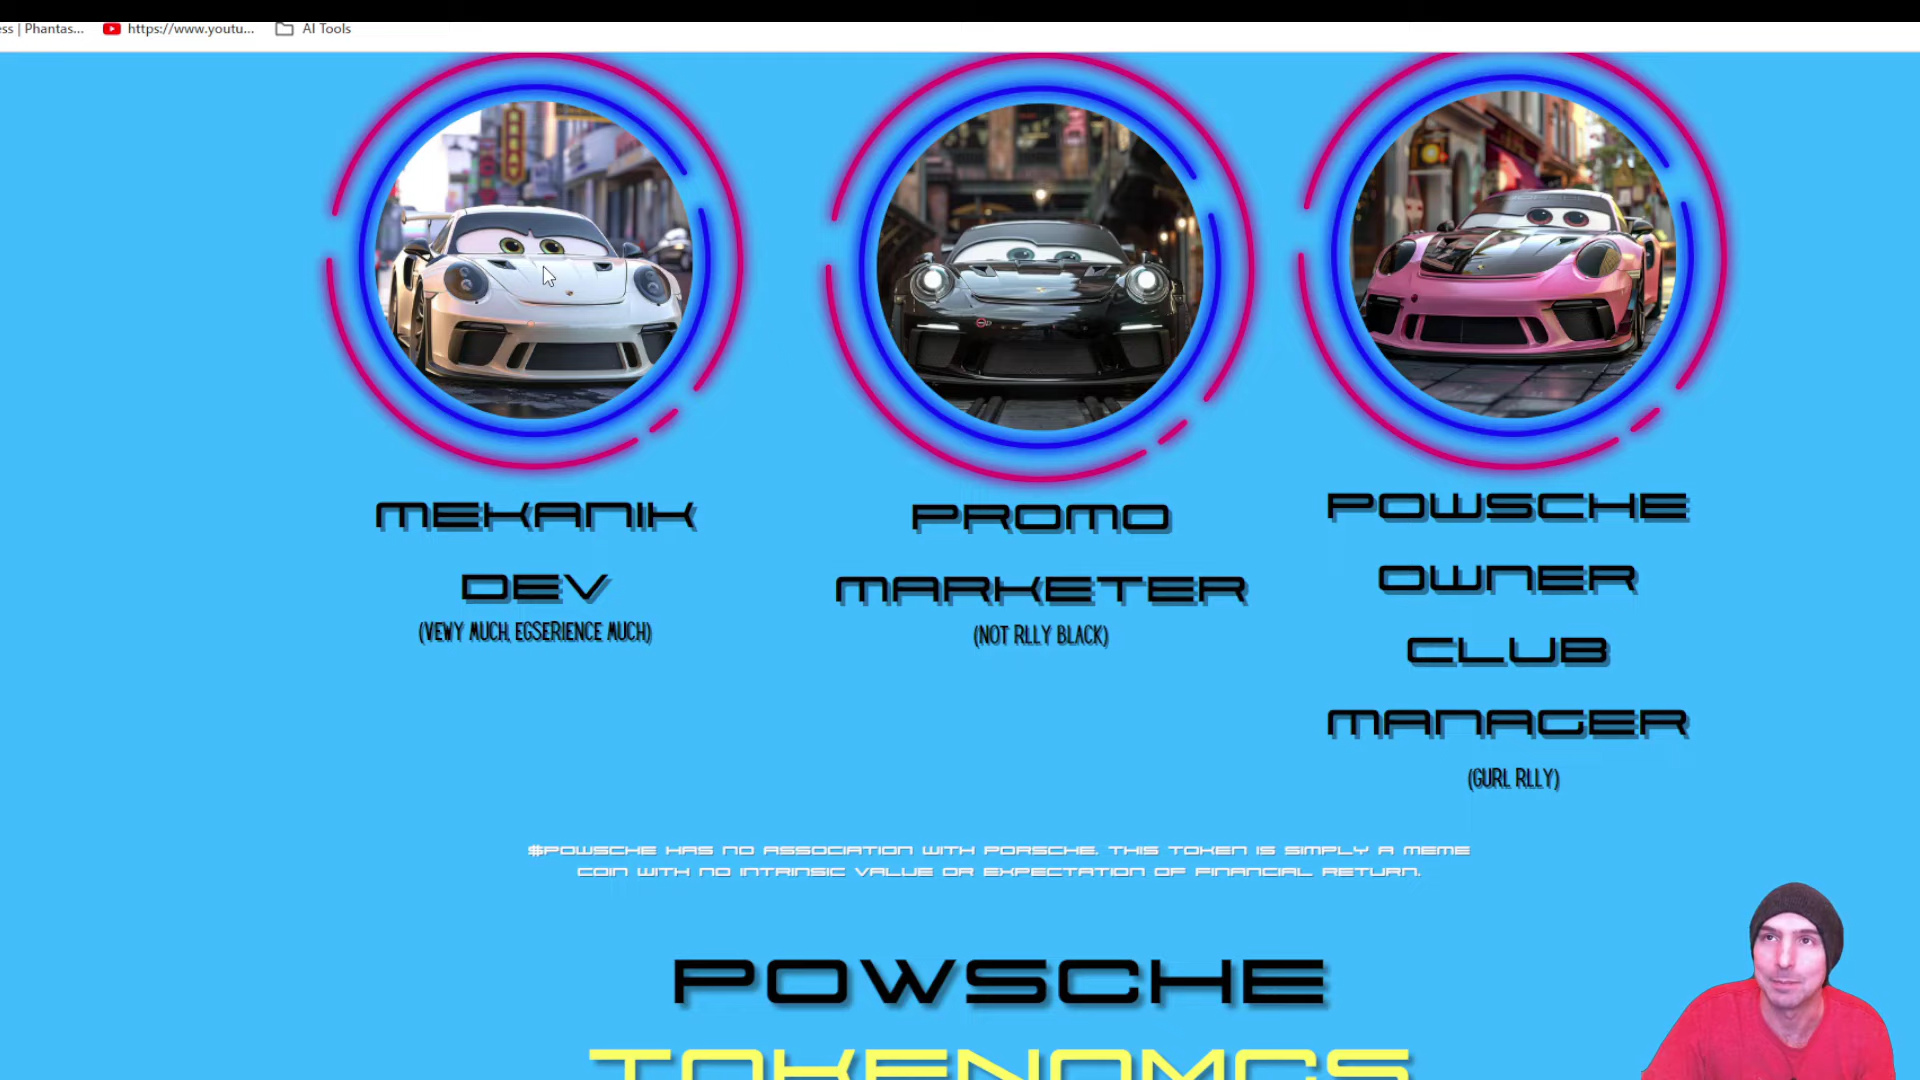 ess | Phantas...
https://www.youtu...
AI Tools
MEKANIK
DEV
(VEWY MUCH, EGSERIENCE MUCH)
PROMO
MARKETER
(NOT RLLY BLACK)
POWSCHE
OWNER
CLUB
MANAGER
(GURL RLLY)
$POWSCHE HAS NO ASSOCIATION WITH PORSCHE. THIS TOKEN IS SIMPLY A MEME
COIN WITH NO INTRINSIC VALUE OR EXPECTATION OF FINANCIAL RETURN.
POWSCHE
TOKENOMCS